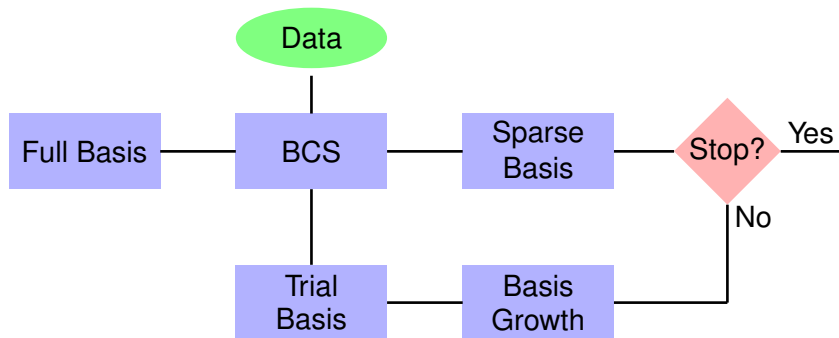 Data
Full Basis
BCS
Sparse
Basis
Stop?
Yes
No
Trial
Basis
Basis
Growth